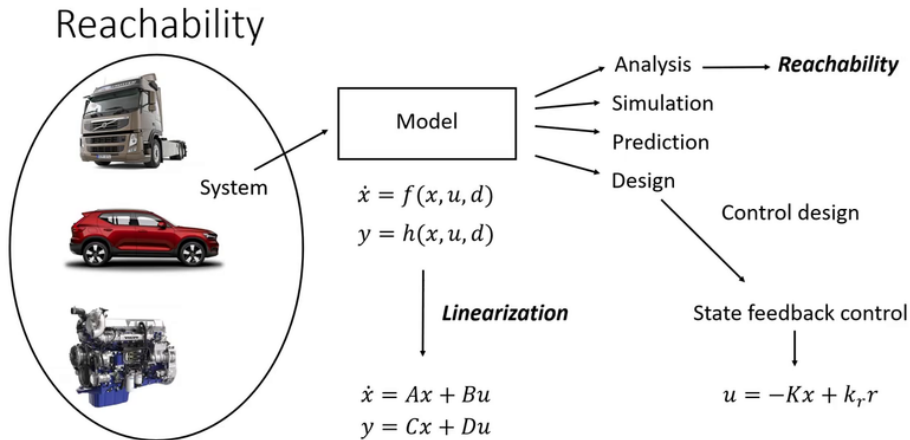 Reachability
System
Model
ẋ = f(x, u, d)
y = h(x, u, d)
Linearization
ẋ = Ax + Bu
y = Cx + Du
Analysis
Reachability
Simulation
Prediction
Design
Control design
State feedback control
u = −Kx + kᵣr